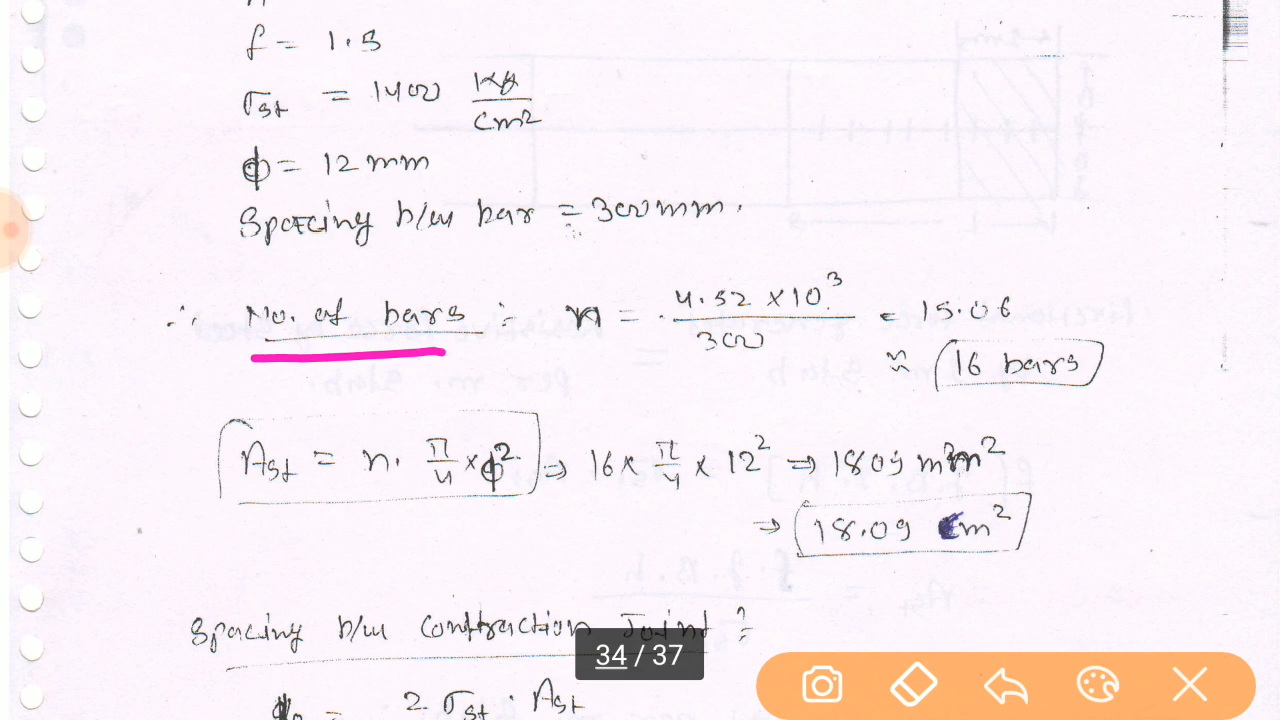 f = 1.5
σst = 1400 kg/cm²
ϕ = 12 mm
Spacing b/w bar = 300mm.
∴ No. of bars : n = 4.52 × 10³ / 300 = 15.06
≈ 16 bars
Ast = n. π/4 × ϕ² ⇒ 16 × π/4 × 12² ⇒ 1809 mm²
⇒ 18.09 cm²
Spacing b/w contraction Joint ?
34 / 37
= 2 σst . Ast